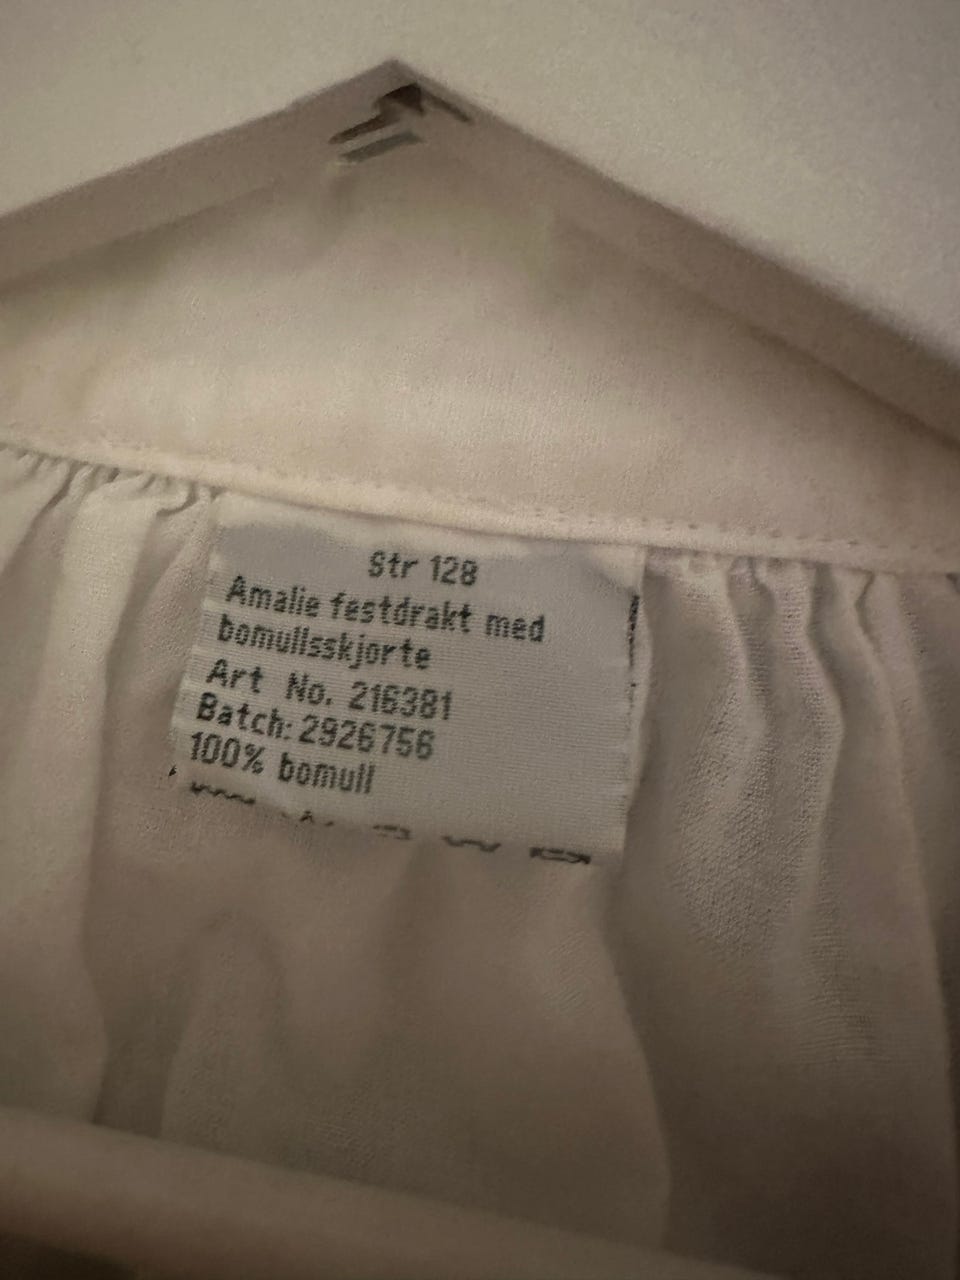 Str 128
Amalie festdrakt med
bomullsskjorte
Art No. 216381
Batch: 2926756
100% bomull